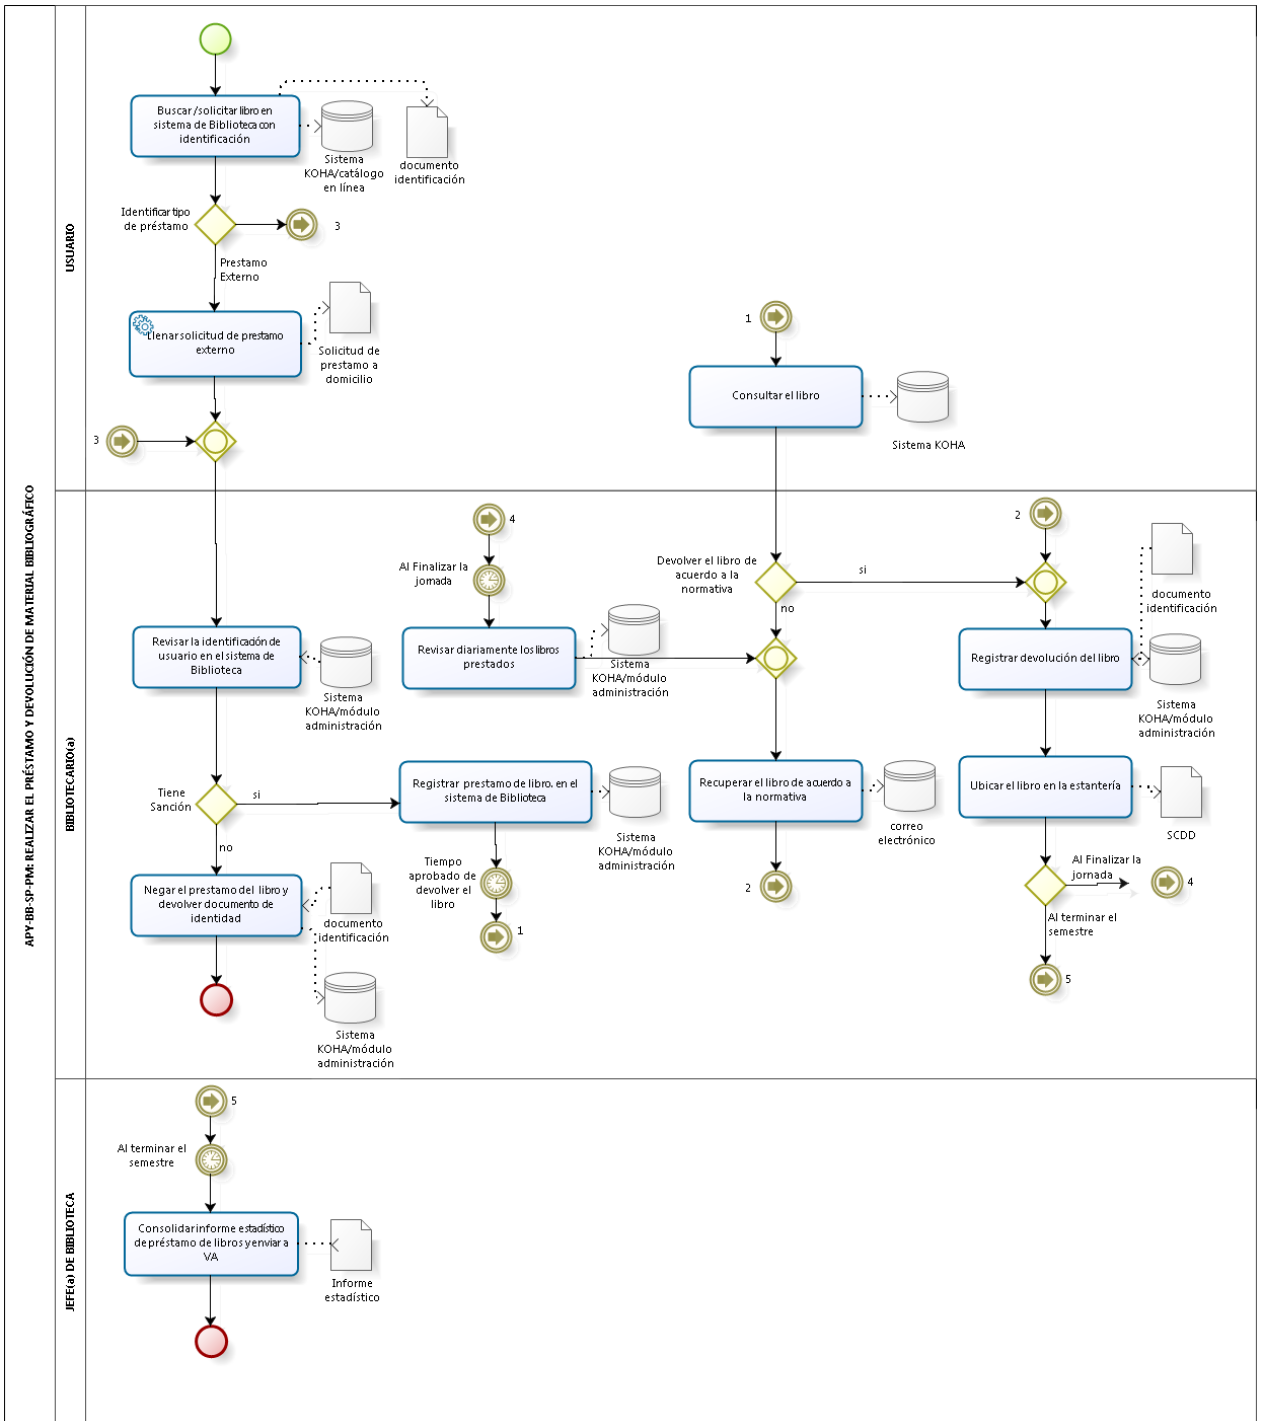 APY-BB-SP-PM: REALIZAR EL PRÉSTAMO Y DEVOLUCIÓN DE MATERIAL BIBLIOGRÁFICO
USUARIO
Buscar /solicitar libro en
sistema de Biblioteca con
identificación
Sistema
KOHA/catálogo
en línea
documento
identificación
Identificar tipo
de préstamo
3
Prestamo
Externo
Llenar solicitud de prestamo
externo
Solicitud de
prestamo a
domicilio
3
1
Consultar el libro
Sistema KOHA
BIBLIOTECARIO(a)
Revisar la identificación de
usuario en el sistema de
Biblioteca
Sistema
KOHA/módulo
administración
Tiene
Sanción
si
no
Negar el prestamo del libro y
devolver documento de
identidad
documento
identificación
Sistema
KOHA/módulo
administración
4
Al Finalizar la
jornada
Revisar diariamente los libros
prestados
Sistema
KOHA/módulo
administración
Registrar prestamo de libro. en el
sistema de Biblioteca
Sistema
KOHA/módulo
administración
Tiempo
aprobado de
devolver el
libro
1
Devolver el libro de
acuerdo a la
normativa
si
no
Recuperar el libro de acuerdo a
la normativa
correo
electrónico
2
2
documento
identificación
Registrar devolución del libro
Sistema
KOHA/módulo
administración
Ubicar el libro en la estantería
SCDD
Al Finalizar la
jornada
4
Al terminar el
semestre
5
JEFE(a) DE BIBLIOTECA
5
Al terminar el
semestre
Consolidar informe estadístico
de préstamo de libros y enviar a
VA
Informe
estadístico